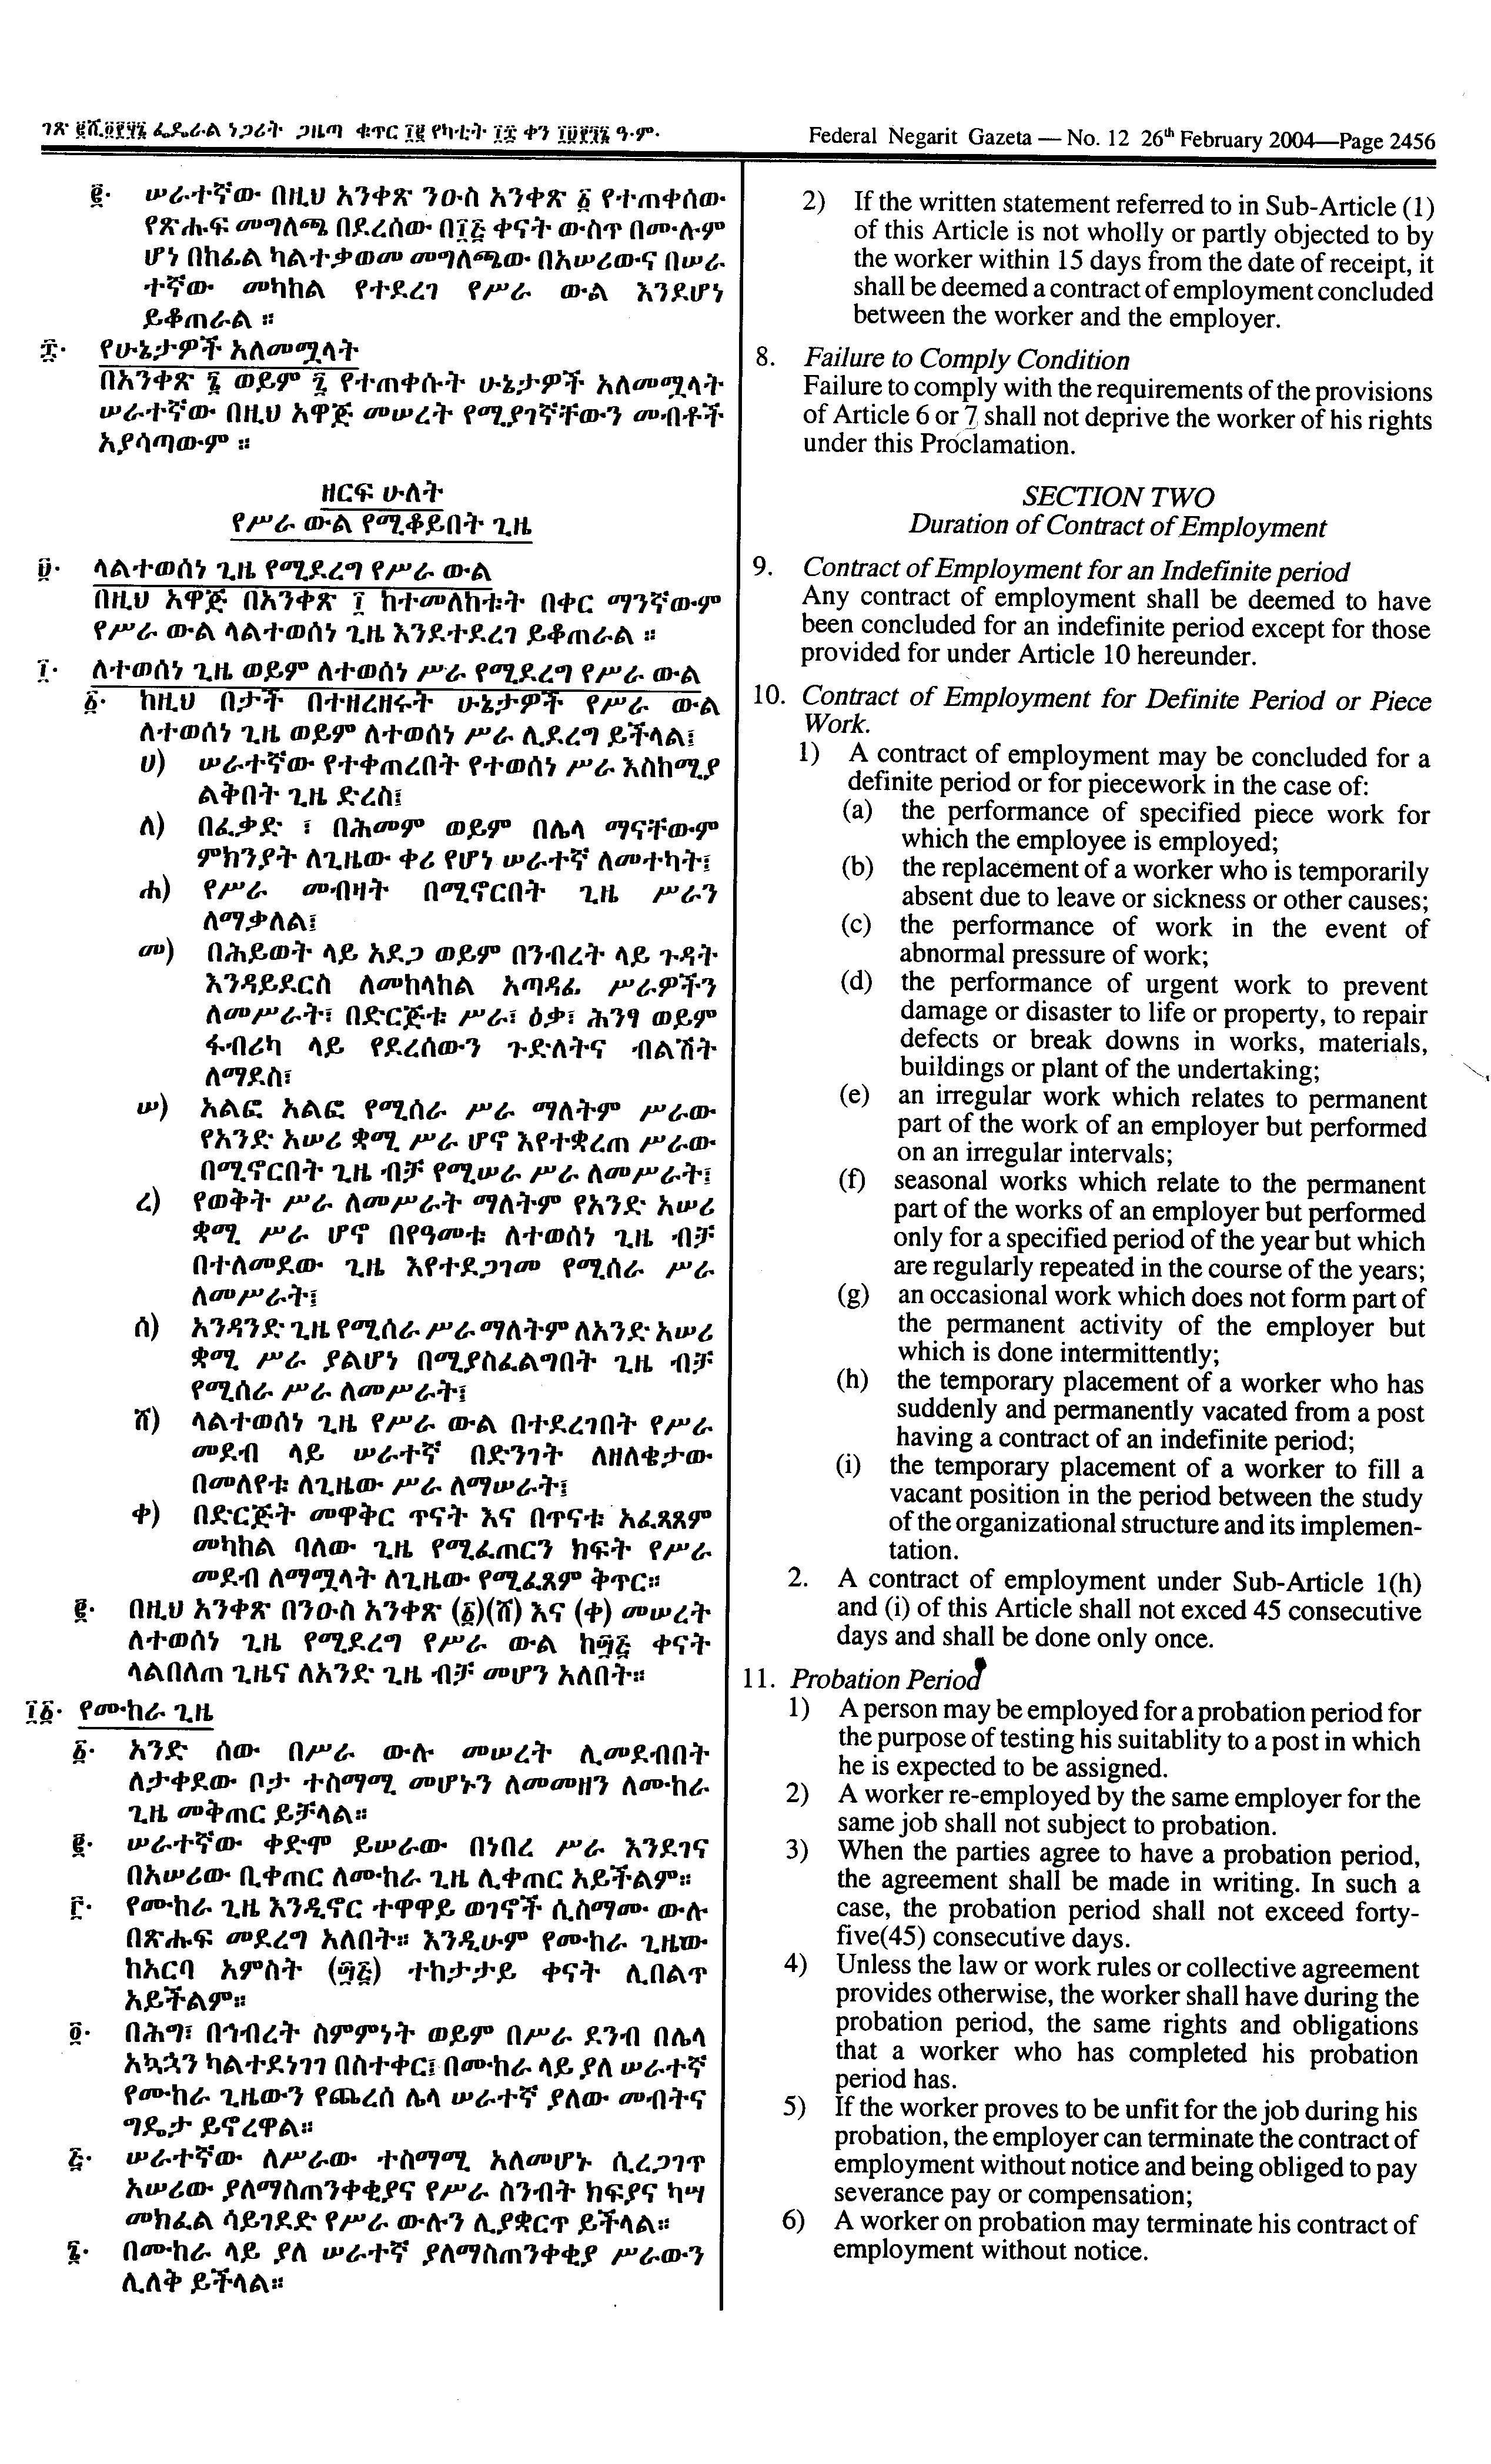 ገጽ ፪ሺ፬፻፶፮ ፌዴራል ነጋሪት ጋዜጣ ቁጥር ፲፪ የካቲት ፲፰ ቀን ፲፱፻፺፮ ዓ·ም·
Federal Negarit Gazeta — No. 12 26th February 2004—Page 2456
፪· ሠራተኛው በዚህ አንቀጽ ንዑስ አንቀጽ ፩ የተጠቀሰው
የጽሑፍ መግለጫ በደረሰው በ፲፭ ቀናት ውስጥ በሙሉም
ሆነ በከፊል ካልተቃወመ መግለጫው በአሠሪውና በሠራ
ተኛው መካከል የተደረገ የሥራ ውል እንደሆነ
ይቆጠራል ።
፰· የሁኔታዎች አለመሟላት
በአንቀጽ ፮ ወይም ፯ የተጠቀሱት ሁኔታዎች አለመሟላት
ሠራተኛው በዚህ አዋጅ መሠረት የሚያገኛቸውን መብቶች
አያሳጣውም ።
ዘርፍ ሁለት
የሥራ ውል የሚቆይበት ጊዜ
፱· ላልተወሰነ ጊዜ የሚደረግ የሥራ ውል
በዚህ አዋጅ በአንቀጽ ፲ ከተመለከቱት በቀር ማንኛውም
የሥራ ውል ላልተወሰነ ጊዜ እንደተደረገ ይቆጠራል ።
፲· ለተወሰነ ጊዜ ወይም ለተወሰነ ሥራ የሚደረግ የሥራ ውል
፩· ከዚህ በታች በተዘረዘሩት ሁኔታዎች የሥራ ውል
ለተወሰነ ጊዜ ወይም ለተወሰነ ሥራ ሊደረግ ይችላል፤
ሀ) ሠራተኛው የተቀጠረበት የተወሰነ ሥራ እስከሚያ
ልቅበት ጊዜ ድረስ፤
ለ) በፈቃድ ፣ በሕመም ወይም በሌላ ማናቸውም
ምክንያት ለጊዜው ቀሪ የሆነ ሠራተኛ ለመተካት፤
ሐ) የሥራ መብዛት በሚኖርበት ጊዜ ሥራን
ለማቃለል፤
መ) በሕይወት ላይ አደጋ ወይም በንብረት ላይ ጉዳት
እንዳይደርስ ለመከላከል አጣዳፊ ሥራዎችን
ለመሥራት፣ በድርጅቱ ሥራ፣ ዕቃ፣ ሕንፃ ወይም
ፋብሪካ ላይ የደረሰውን ጉድለትና ብልሽት
ለማደስ፣
ሠ) አልፎ አልፎ የሚሰራ ሥራ ማለትም ሥራው
የአንድ አሠሪ ቋሚ ሥራ ሆኖ እየተቋረጠ ሥራው
በሚኖርበት ጊዜ ብቻ የሚሠራ ሥራ ለመሥራት፤
ረ) የወቅት ሥራ ለመሥራት ማለትም የአንድ አሠሪ
ቋሚ ሥራ ሆኖ በየዓመቱ ለተወሰነ ጊዜ ብቻ
በተለመደው ጊዜ እየተደጋገመ የሚሰራ ሥራ
ለመሥራት፤
ሰ) አንዳንድ ጊዜ የሚሰራ ሥራ ማለትም ለአንድ አሠሪ
ቋሚ ሥራ ያልሆነ በሚያስፈልግበት ጊዜ ብቻ
የሚሰራ ሥራ ለመሥራት፤
ሸ) ላልተወሰነ ጊዜ የሥራ ውል በተደረገበት የሥራ
መደብ ላይ ሠራተኛ በድንገት ለዘለቄታው
በመለየቱ ለጊዜው ሥራ ለማሠራት፤
ቀ) በድርጅት መዋቅር ጥናት እና በጥናቱ አፈጻጸም
መካከል ባለው ጊዜ የሚፈጠርን ክፍት የሥራ
መደብ ለማሟላት ለጊዜው የሚፈጸም ቅጥር።
፪· በዚህ አንቀጽ በንዑስ አንቀጽ (፩)(ሸ) እና (ቀ) መሠረት
ለተወሰነ ጊዜ የሚደረግ የሥራ ውል ከ፵፭ ቀናት
ላልበለጠ ጊዜና ለአንድ ጊዜ ብቻ መሆን አለበት።
፲፩· የሙከራ ጊዜ
፩· አንድ ሰው በሥራ ውሉ መሠረት ሊመደብበት
ለታቀደው ቦታ ተስማሚ መሆኑን ለመመዘን ለሙከራ
ጊዜ መቅጠር ይቻላል።
፪· ሠራተኛው ቀድሞ ይሠራው በነበረ ሥራ እንደገና
በአሠሪው ቢቀጠር ለሙከራ ጊዜ ሊቀጠር አይችልም።
፫· የሙከራ ጊዜ እንዲኖር ተዋዋይ ወገኖች ሲስማሙ ውሉ
በጽሑፍ መደረግ አለበት። እንዲሁም የሙከራ ጊዜው
ከአርባ አምስት (፵፭) ተከታታይ ቀናት ሊበልጥ
አይችልም።
፬· በሕግ፣ በኅብረት ስምምነት ወይም በሥራ ደንብ በሌላ
አኳኋን ካልተደነገገ በስተቀር፤ በሙከራ ላይ ያለ ሠራተኛ
የሙከራ ጊዜውን የጨረሰ ሌላ ሠራተኛ ያለው መብትና
ግዴታ ይኖረዋል።
፭· ሠራተኛው ለሥራው ተስማሚ አለመሆኑ ሲረጋገጥ
አሠሪው ያለማስጠንቀቂያና የሥራ ስንብት ክፍያና ካሣ
መክፈል ሳይገደድ የሥራ ውሉን ሊያቋርጥ ይችላል።
፮· በሙከራ ላይ ያለ ሠራተኛ ያለማስጠንቀቂያ ሥራውን
ሊለቅ ይችላል።
2) If the written statement referred to in Sub-Article (1)
of this Article is not wholly or partly objected to by
the worker within 15 days from the date of receipt, it
shall be deemed a contract of employment concluded
between the worker and the employer.
8. Failure to Comply Condition
Failure to comply with the requirements of the provisions
of Article 6 or 7 shall not deprive the worker of his rights
under this Proclamation.
SECTION TWO
Duration of Contract of Employment
9. Contract of Employment for an Indefinite period
Any contract of employment shall be deemed to have
been concluded for an indefinite period except for those
provided for under Article 10 hereunder.
10. Contract of Employment for Definite Period or Piece
Work.
1) A contract of employment may be concluded for a
definite period or for piecework in the case of:
(a) the performance of specified piece work for
which the employee is employed;
(b) the replacement of a worker who is temporarily
absent due to leave or sickness or other causes;
(c) the performance of work in the event of
abnormal pressure of work;
(d) the performance of urgent work to prevent
damage or disaster to life or property, to repair
defects or break downs in works, materials,
buildings or plant of the undertaking;
(e) an irregular work which relates to permanent
part of the work of an employer but performed
on an irregular intervals;
(f) seasonal works which relate to the permanent
part of the works of an employer but performed
only for a specified period of the year but which
are regularly repeated in the course of the years;
(g) an occasional work which does not form part of
the permanent activity of the employer but
which is done intermittently;
(h) the temporary placement of a worker who has
suddenly and permanently vacated from a post
having a contract of an indefinite period;
(i) the temporary placement of a worker to fill a
vacant position in the period between the study
of the organizational structure and its implemen-
tation.
2. A contract of employment under Sub-Article 1(h)
and (i) of this Article shall not exced 45 consecutive
days and shall be done only once.
11. Probation Period
1) A person may be employed for a probation period for
the purpose of testing his suitablity to a post in which
he is expected to be assigned.
2) A worker re-employed by the same employer for the
same job shall not subject to probation.
3) When the parties agree to have a probation period,
the agreement shall be made in writing. In such a
case, the probation period shall not exceed forty-
five(45) consecutive days.
4) Unless the law or work rules or collective agreement
provides otherwise, the worker shall have during the
probation period, the same rights and obligations
that a worker who has completed his probation
period has.
5) If the worker proves to be unfit for the job during his
probation, the employer can terminate the contract of
employment without notice and being obliged to pay
severance pay or compensation;
6) A worker on probation may terminate his contract of
employment without notice.